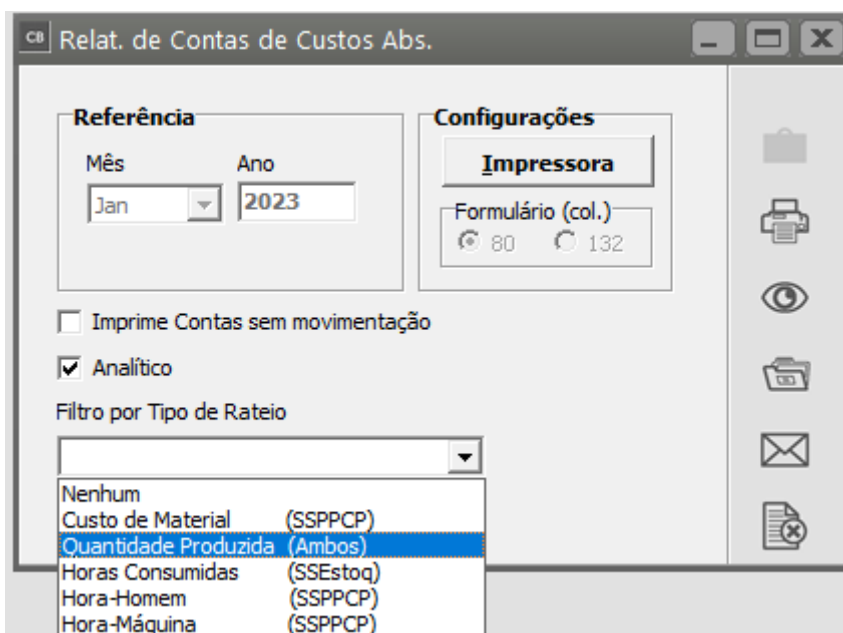 CB Relat. de Contas de Custos Abs.
Referência
Mês Ano
Jan 2023
Configurações
Impressora
Formulário (col.)
80 132
Imprime Contas sem movimentação
Analítico
Filtro por Tipo de Rateio
Nenhum
Custo de Material (SSPPCP)
Quantidade Produzida (Ambos)
Horas Consumidas (SSEstoq)
Hora-Homem (SSPPCP)
Hora-Máquina (SSPPCP)